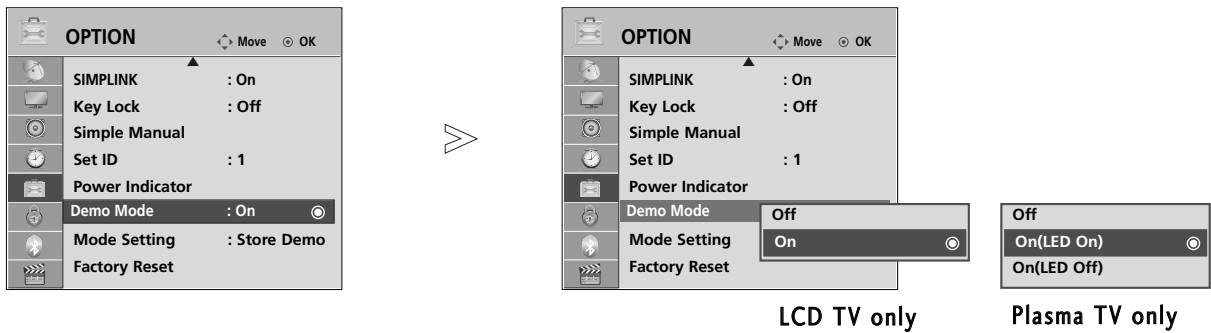 OPTION Move OK
SIMPLINK : On
Key Lock : Off
Simple Manual
Set ID : 1
Power Indicator
Demo Mode : On
Mode Setting : Store Demo
Factory Reset
>
OPTION Move OK
SIMPLINK : On
Key Lock : Off
Simple Manual
Set ID : 1
Power Indicator
Demo Mode
Mode Setting
Factory Reset
Off
On
LCD TV only
Off
On(LED On)
On(LED Off)
Plasma TV only